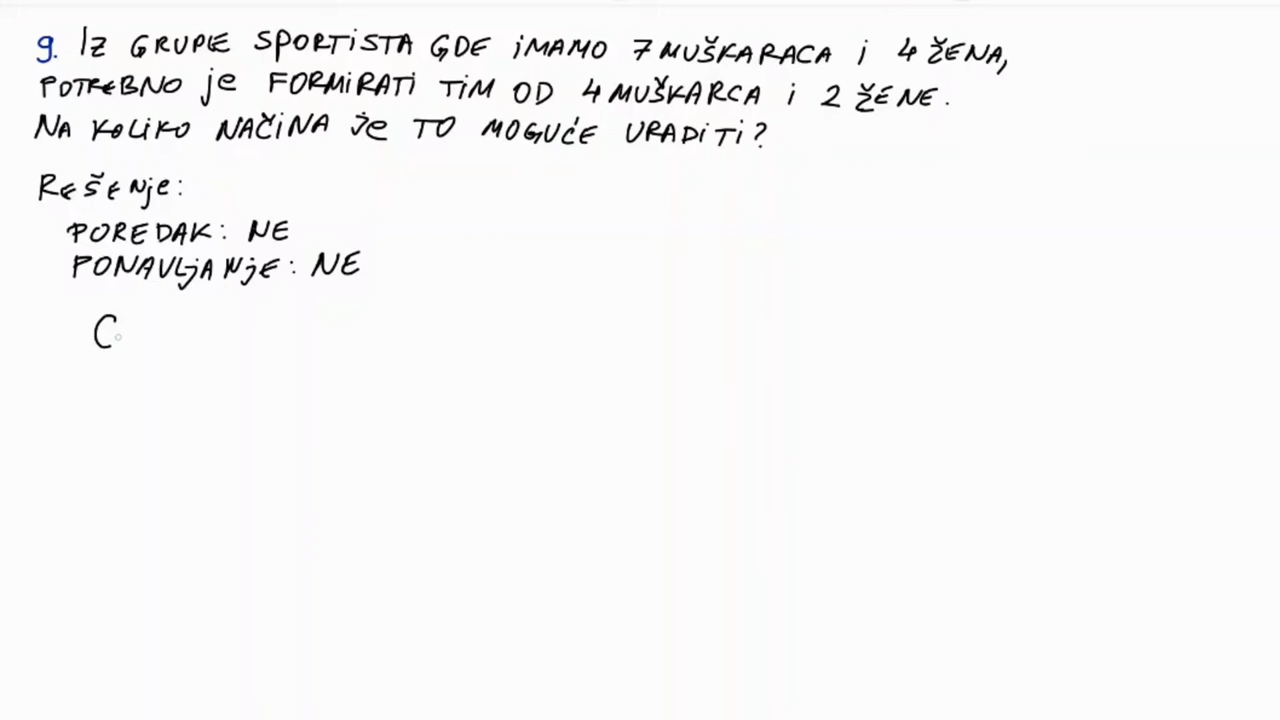 9. Iz GRUPE SPORTISTA GDE IMAMO 7 MUŠKARACA i 4 ŽENA,
POTREBNO je FORMIRATI TIM OD 4 MUŠKARCA i 2 ŽENE.
NA KOLIKO NAČINA je TO MOGUĆE URADITI?
REŠENje:
POREDAK: NE
PONAVLjANjE: NE
C